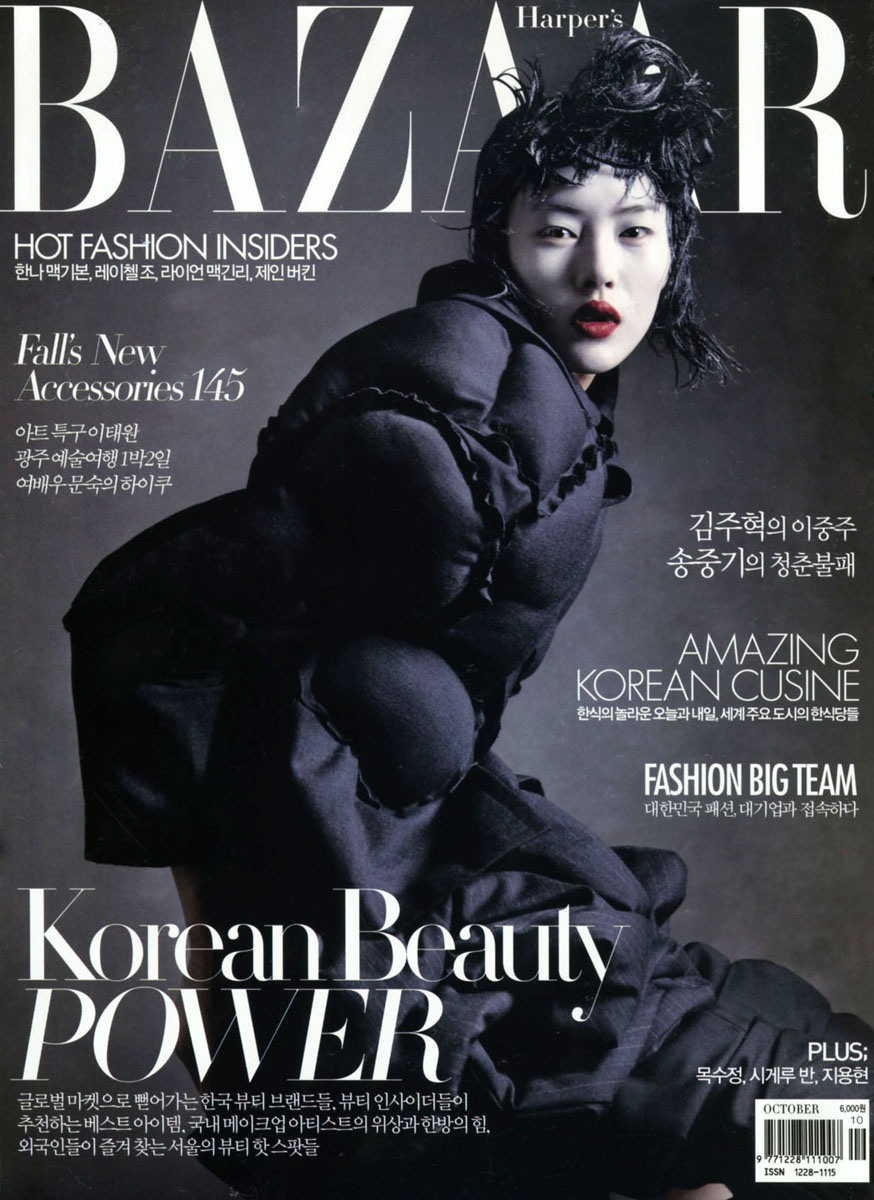 Harper's
BAZAAR
HOT FASHION INSIDERS
한나 맥기본, 레이첼 조, 라이언 맥긴리, 제인 버킨
Fall's New
Accessories 145
아트 특구 이태원
광주 예술여행 1박2일
여배우 문숙의 하이쿠
김주혁의 이중주
송중기의 청춘불패
AMAZING
KOREAN CUSINE
한식의 놀라운 오늘과 내일, 세계 주요 도시의 한식당들
FASHION BIG TEAM
대한민국 패션, 대기업과 접속하다
Korean Beauty
POWER
글로벌 마켓으로 뻗어가는 한국 뷰티 브랜드들, 뷰티 인사이더들이
추천하는 베스트 아이템, 국내 메이크업 아티스트의 위상과 한방의 힘,
외국인들이 즐겨 찾는 서울의 뷰티 핫 스팟들
PLUS;
목수정, 시게루 반, 지용현
OCTOBER 6,000원
10
9 771228 111007
ISSN 1228-1115